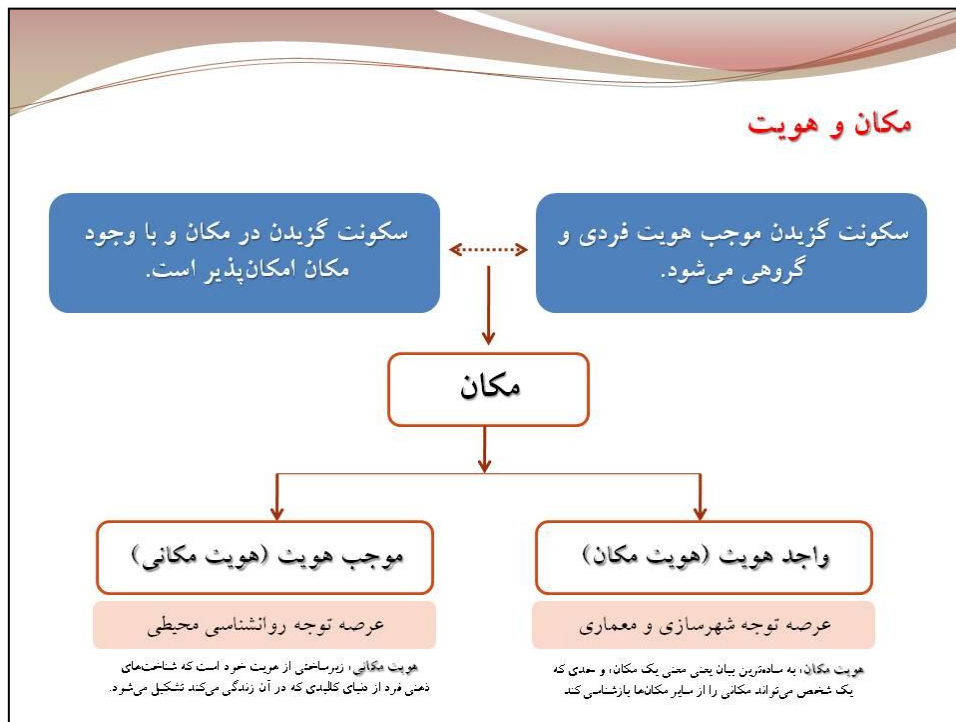 مکان و هویت
سکونت گزیدن موجب هویت فردی و
گروهی می‌شود.
سکونت گزیدن در مکان و با وجود
مکان امکان‌پذیر است.
مکان
واجد هویت (هویت مکان)
عرصه توجه شهرسازی و معماری
هویت مکان، به ساده‌ترین بیان یعنی معنی یک مکان، و حدی که
یک شخص می‌تواند مکانی را از سایر مکان‌ها بازشناسی کند
موجب هویت (هویت مکانی)
عرصه توجه روانشناسی محیطی
هویت مکانی، زیرساختی از هویت خود است که شناخت‌های
ذهنی فرد از دنیای کالبدی که در آن زندگی می‌کند تشکیل می‌شود.